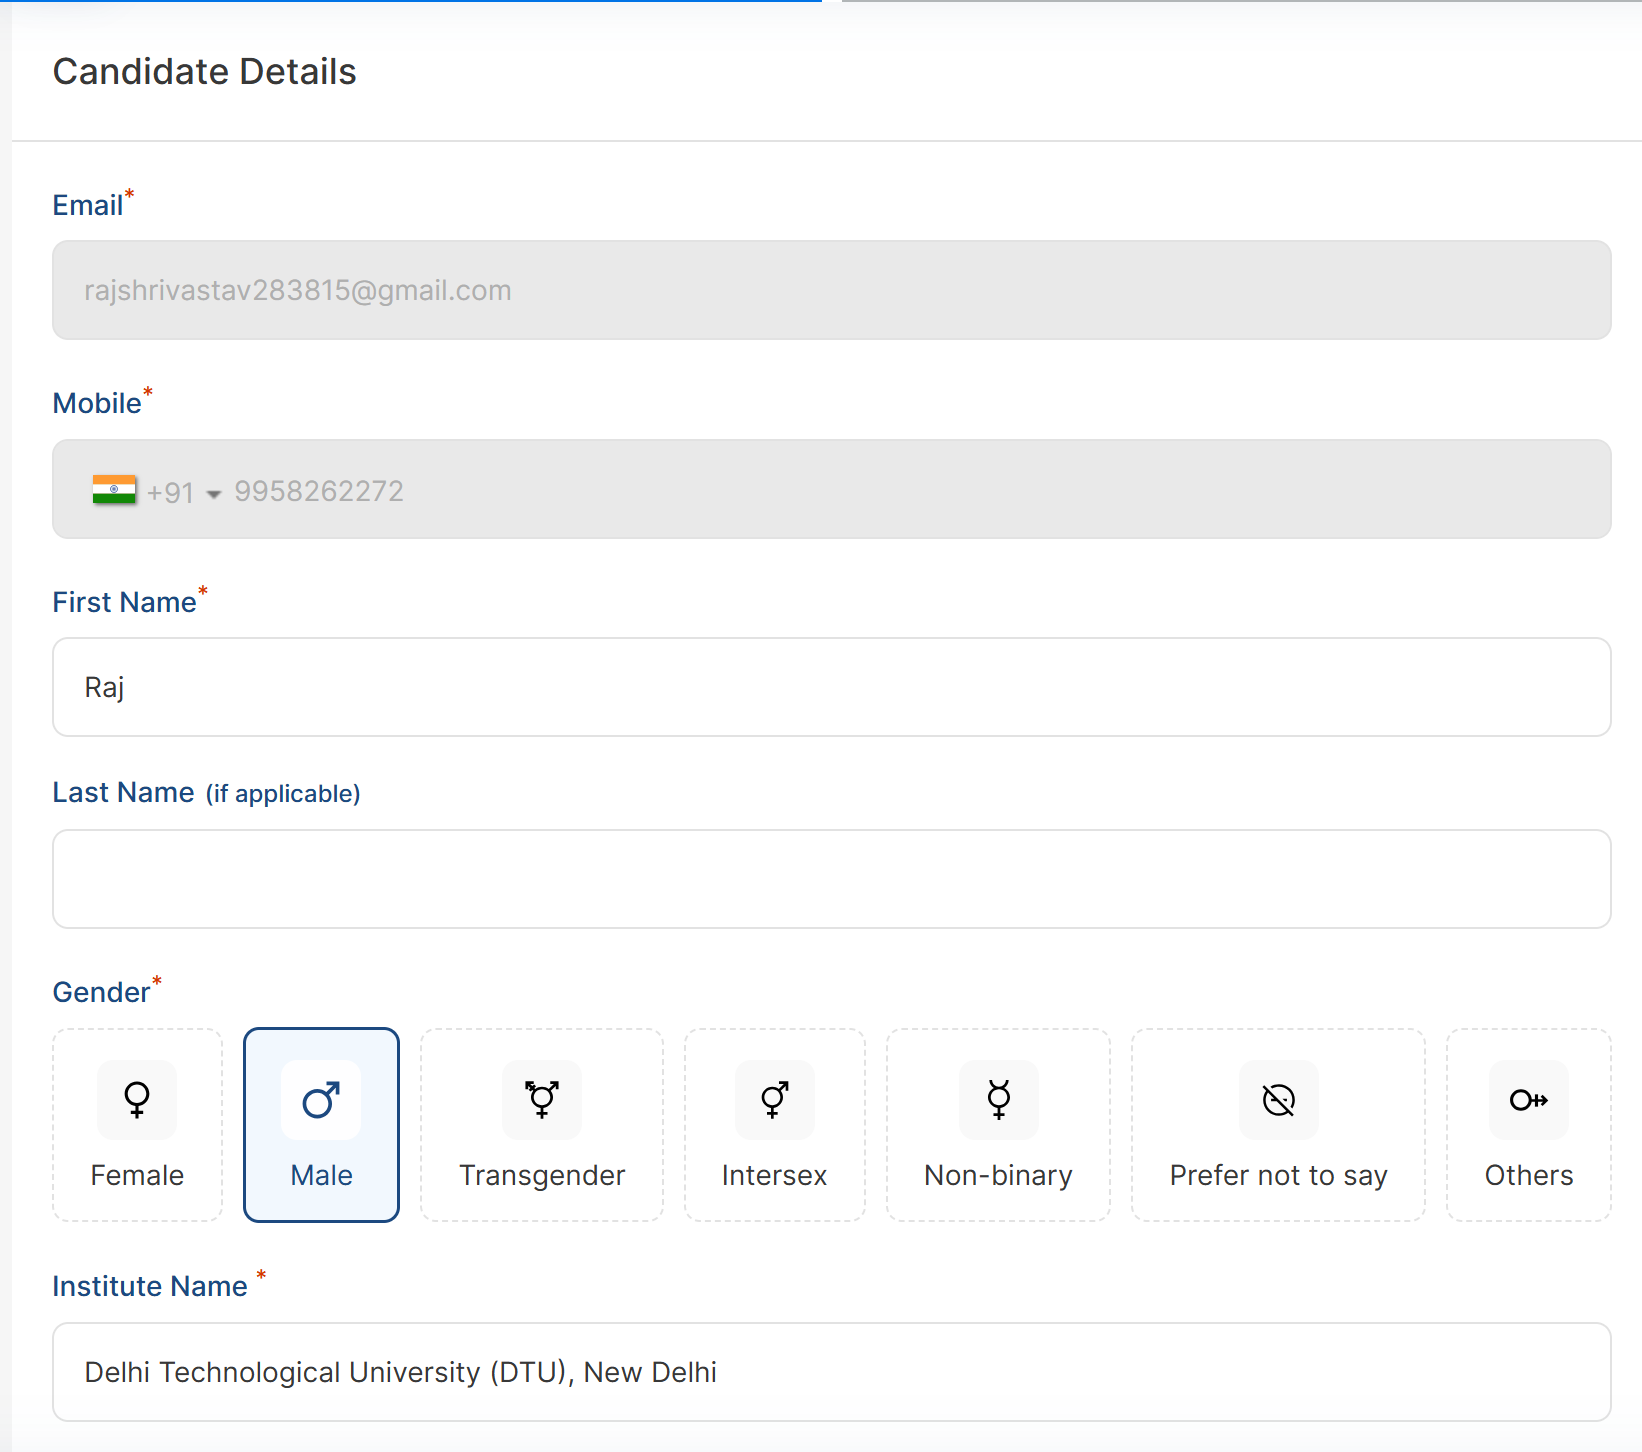 Candidate Details
Email*
rajshrivastav283815@gmail.com
Mobile*
+91 9958262272
First Name*
Raj
Last Name (if applicable)
Gender*
Female Male Transgender Intersex Non-binary Prefer not to say Others
Institute Name *
Delhi Technological University (DTU), New Delhi